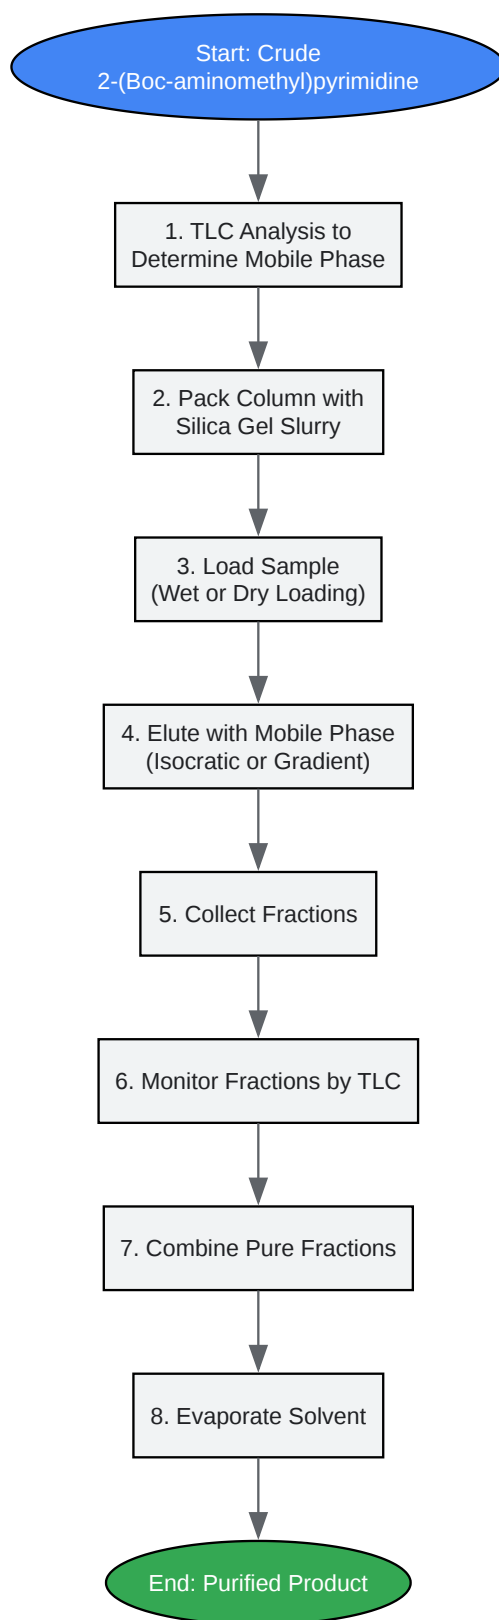 Start: Crude
2-(Boc-aminomethyl)pyrimidine
1. TLC Analysis to
Determine Mobile Phase
2. Pack Column with
Silica Gel Slurry
3. Load Sample
(Wet or Dry Loading)
4. Elute with Mobile Phase
(Isocratic or Gradient)
5. Collect Fractions
6. Monitor Fractions by TLC
7. Combine Pure Fractions
8. Evaporate Solvent
End: Purified Product